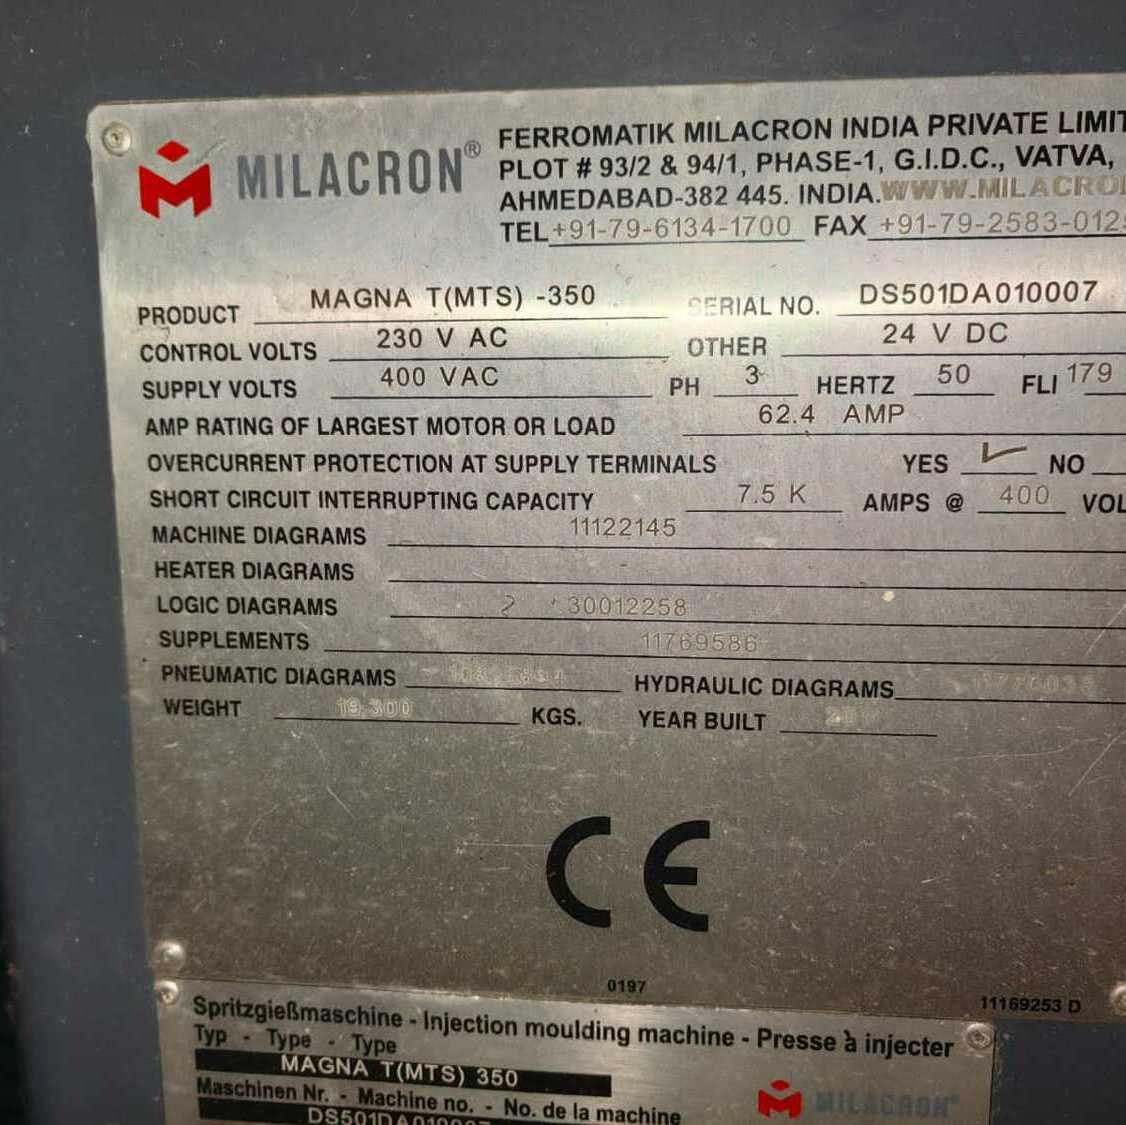 MILACRON®
FERROMATIK MILACRON INDIA PRIVATE LIMIT
PLOT # 93/2 & 94/1, PHASE-1, G.I.D.C., VATVA,
AHMEDABAD-382 445. INDIA. WWW.MILACRO
TEL +91-79-6134-1700 FAX +91-79-2583-0125
PRODUCT MAGNA T(MTS) -350 SERIAL NO. DS501DA010007
CONTROL VOLTS 230 V AC OTHER 24 V DC
SUPPLY VOLTS 400 VAC PH 3 HERTZ 50 FLI 179
AMP RATING OF LARGEST MOTOR OR LOAD 62.4 AMP
OVERCURRENT PROTECTION AT SUPPLY TERMINALS YES ✓ NO
SHORT CIRCUIT INTERRUPTING CAPACITY 7.5 K AMPS @ 400 VOL
MACHINE DIAGRAMS 11122145
HEATER DIAGRAMS -
LOGIC DIAGRAMS 30012258
SUPPLEMENTS 11769586
PNEUMATIC DIAGRAMS HYDRAULIC DIAGRAMS
WEIGHT 19,300 KGS. YEAR BUILT
CE
0197
11169253 D
Spritzgießmaschine - Injection moulding machine - Presse à injecter
Typ - Type - Type
MAGNA T(MTS) 350
Maschinen Nr. - Machine no. - No. de la machine
DS501DA010007
MILACRON